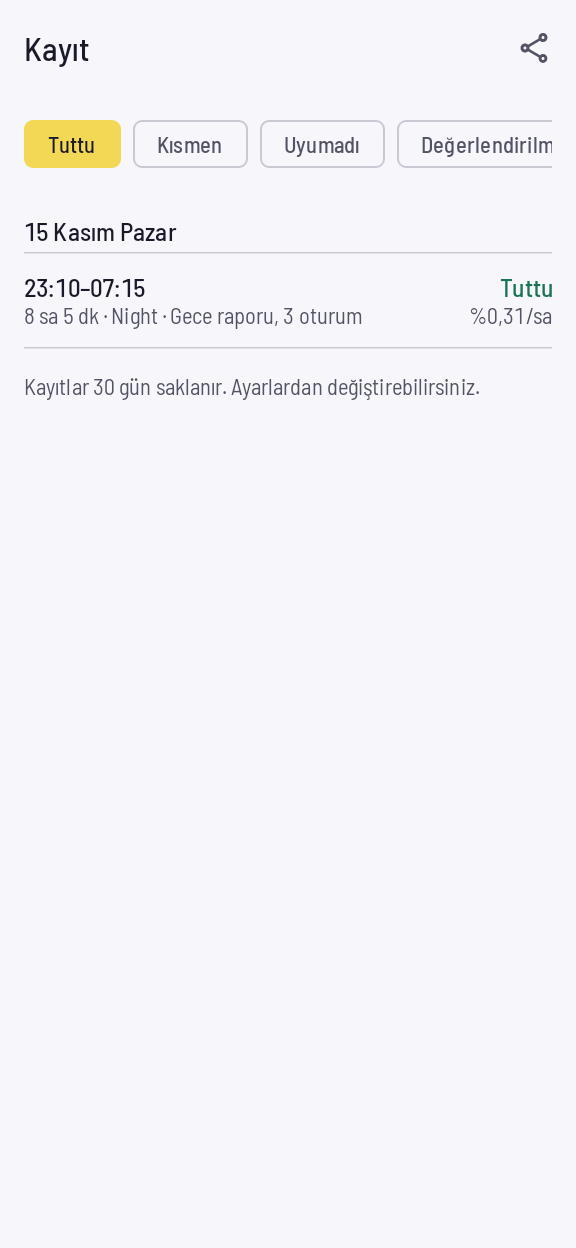 Kayıt
Tuttu Kısmen Uyumadı Değerlendirilm
15 Kasım Pazar
23:10–07:15 Tuttu
8 sa 5 dk · Night · Gece raporu, 3 oturum %0,31/sa
Kayıtlar 30 gün saklanır. Ayarlardan değiştirebilirsiniz.